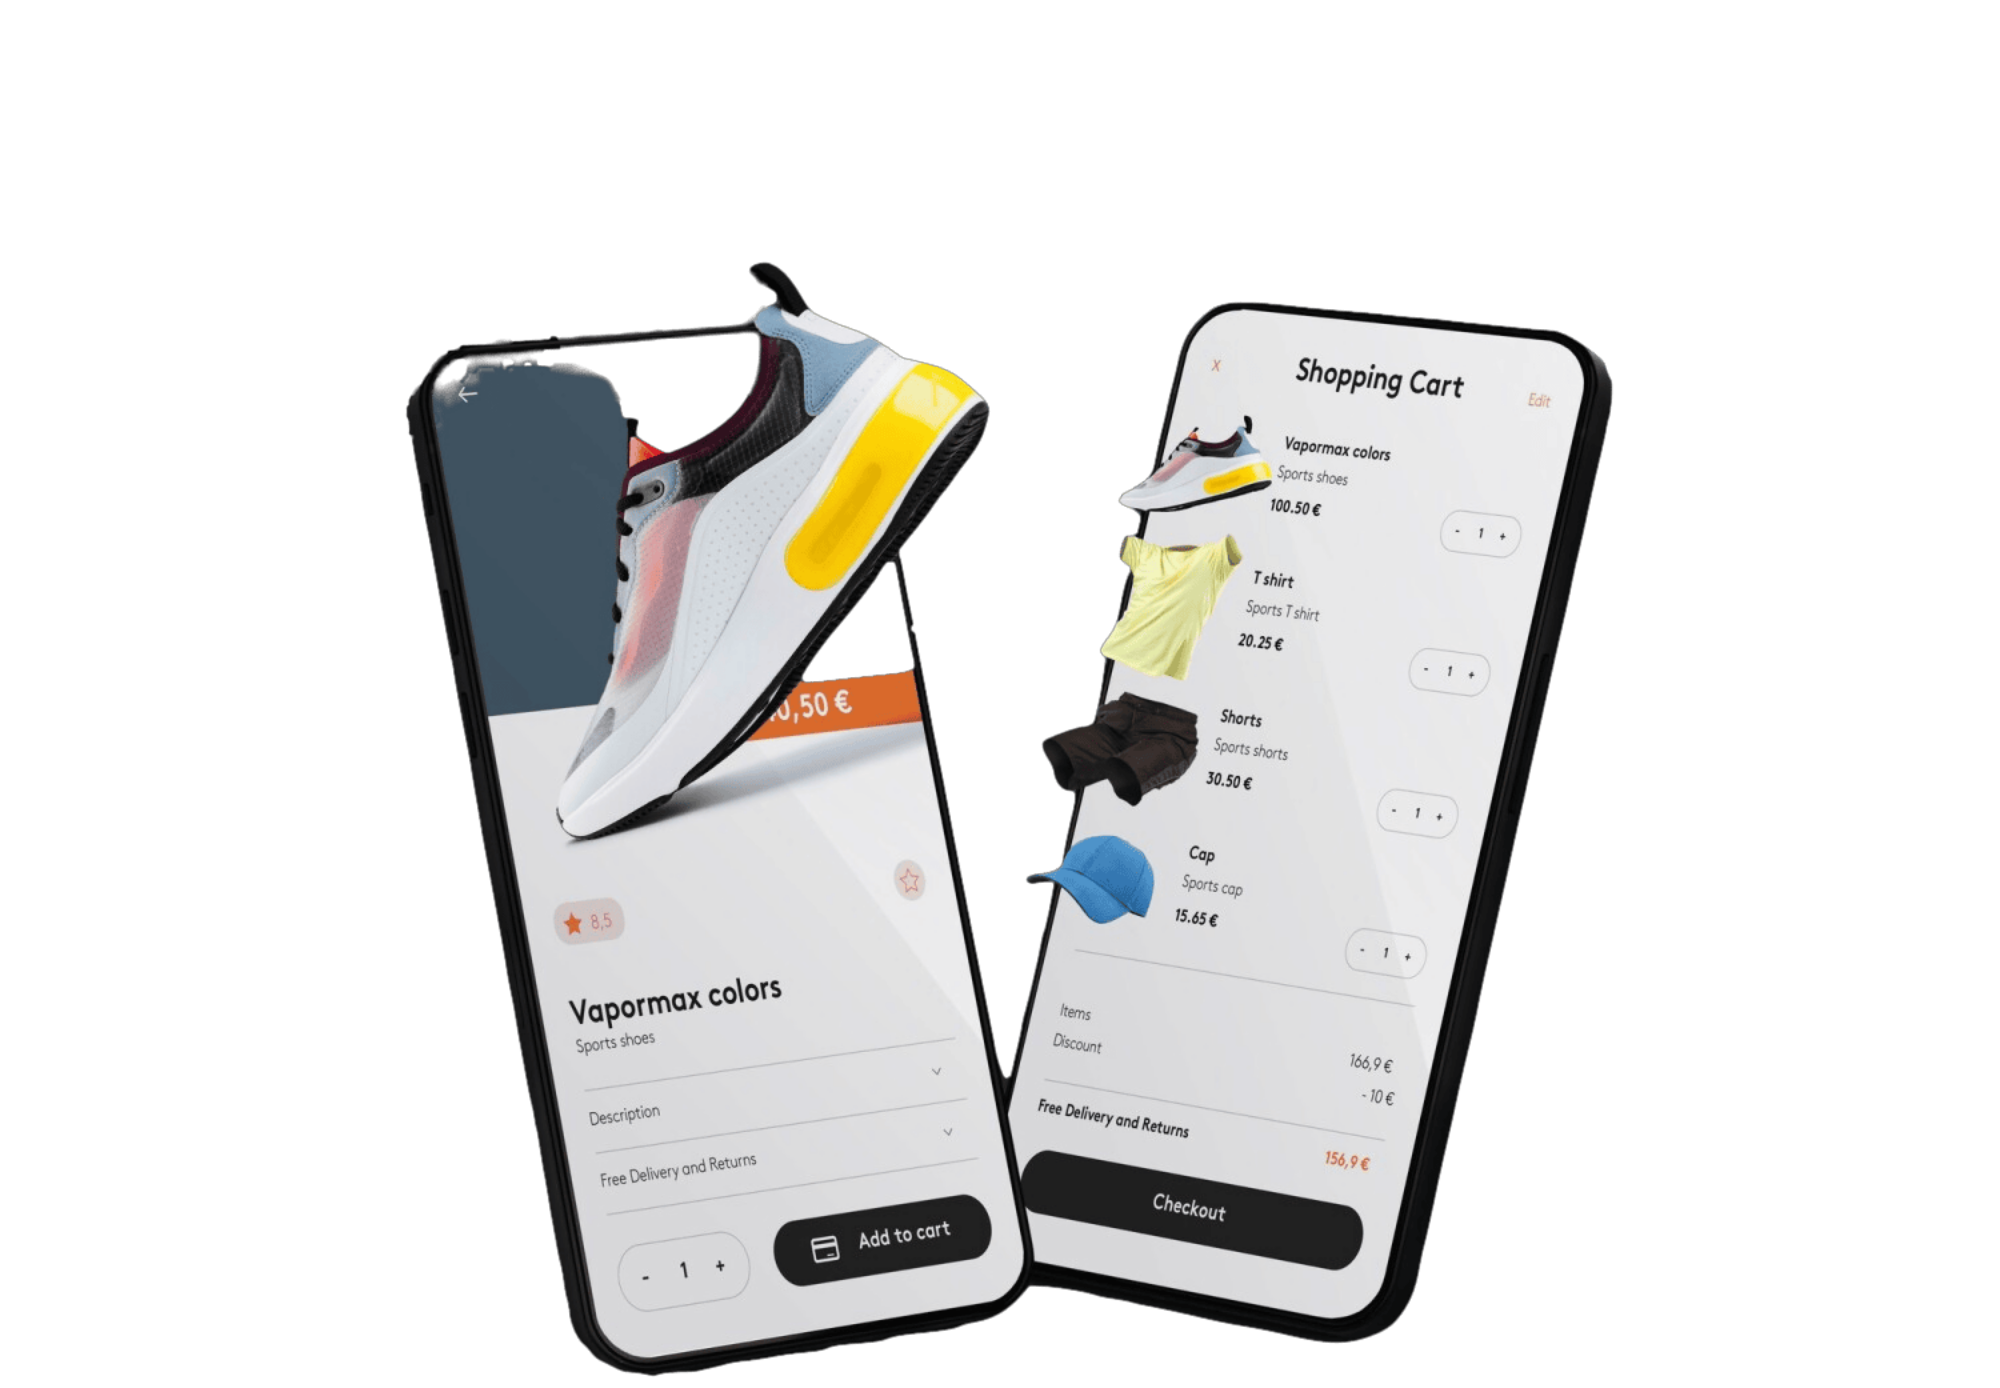 0,50 €
8,5
Vapormax colors
Sports shoes
Description
Free Delivery and Returns
- 1 +
Add to cart
X
Shopping Cart
Edit
Vapormax colors
Sports shoes
100.50 €
- 1 +
T shirt
Sports T shirt
20.25 €
- 1 +
Shorts
Sports shorts
30.50 €
- 1 +
Cap
Sports cap
15.65 €
- 1 +
Items
166,9 €
Discount
- 10 €
Free Delivery and Returns
156,9 €
Checkout